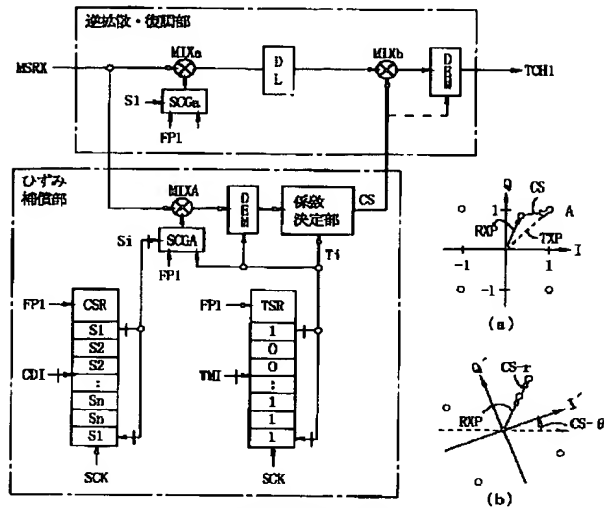 逆拡散・復調部
MSRX
MIXa
D
L
MIXb
D
E
M
TCH1
S1
SCGa
FP1
ひずみ
補償部
MIXA
D
E
M
係数
決定部
CS
Si
SCGA
FP1
Ti
FP1
CSR
S1
S2
S2
:
Sn
Sn
S1
CDI
SCK
FP1
TSR
1
0
0
:
1
1
1
TMI
SCK
Q
CS
1
A
RXP
TXP
I
-1
1
-1
(a)
Q′
CS-r
I′
RXP
CS-θ
(b)